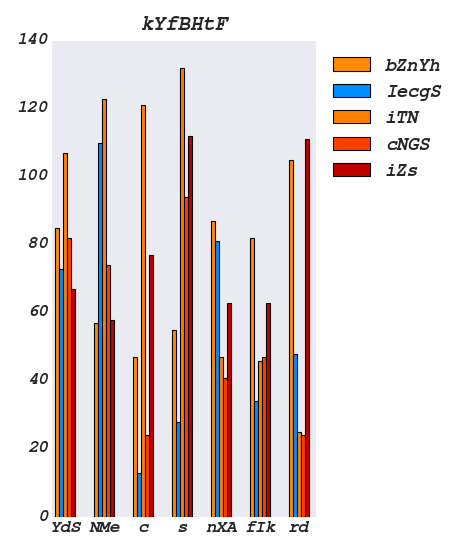 kYfBHtF
140
120
100
80
60
40
20
0
YdS NMe c s nXA fIk rd
bZnYh
IecgS
iTN
cNGS
iZs